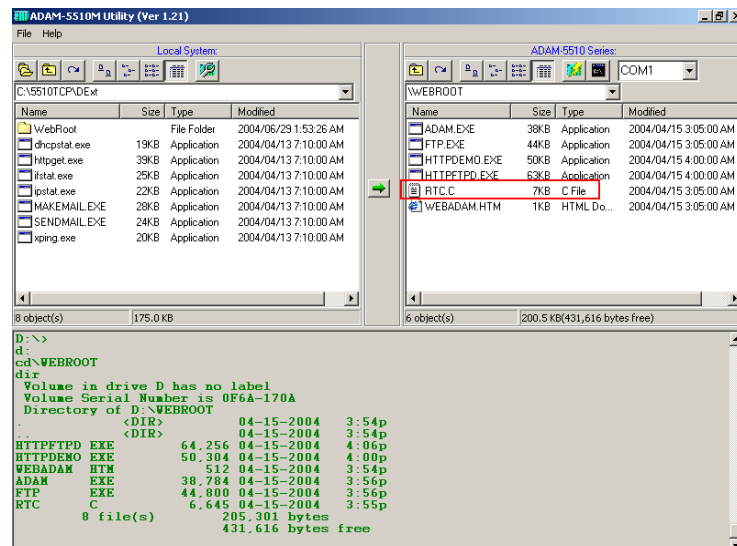 ADAM-5510M Utility (Ver 1.21)
File Help
Local System:
ADAM-5510 Series:
COM1
C:\5510TCP\DExt
\WEBROOT
Name Size Type Modified
WebRoot File Folder 2004/06/29 1:53:26 AM
dhcpstat.exe 19KB Application 2004/04/13 7:10:00 AM
httpget.exe 39KB Application 2004/04/13 7:10:00 AM
ifstat.exe 25KB Application 2004/04/13 7:10:00 AM
ipstat.exe 22KB Application 2004/04/13 7:10:00 AM
MAKEMAIL.EXE 28KB Application 2004/04/13 7:10:00 AM
SENDMAIL.EXE 24KB Application 2004/04/13 7:10:00 AM
xping.exe 20KB Application 2004/04/13 7:10:00 AM
Name Size Type Modified
ADAM.EXE 38KB Application 2004/04/15 3:05:00 AM
FTP.EXE 44KB Application 2004/04/15 3:05:00 AM
HTTPDEMO.EXE 50KB Application 2004/04/15 4:00:00 AM
HTTPFTPD.EXE 63KB Application 2004/04/15 4:00:00 AM
RTC.C 7KB C File 2004/04/15 3:05:00 AM
WEBADAM.HTM 1KB HTML Do... 2004/04/15 3:05:00 AM
8 object(s) 175.0 KB
6 object(s) 200.5 KB(431,616 bytes free)
D:\>
d:
cd\WEBROOT
dir
Volume in drive D has no label
Volume Serial Number is 0F6A-170A
Directory of D:\WEBROOT
. <DIR> 04-15-2004 3:54p
.. <DIR> 04-15-2004 3:54p
HTTPFTPD EXE 64,256 04-15-2004 4:06p
HTTPDEMO EXE 50,304 04-15-2004 4:00p
WEBADAM HTM 512 04-15-2004 3:54p
ADAM EXE 38,784 04-15-2004 3:56p
FTP EXE 44,800 04-15-2004 3:56p
RTC C 6,645 04-15-2004 3:55p
8 file(s) 205,301 bytes
431,616 bytes free